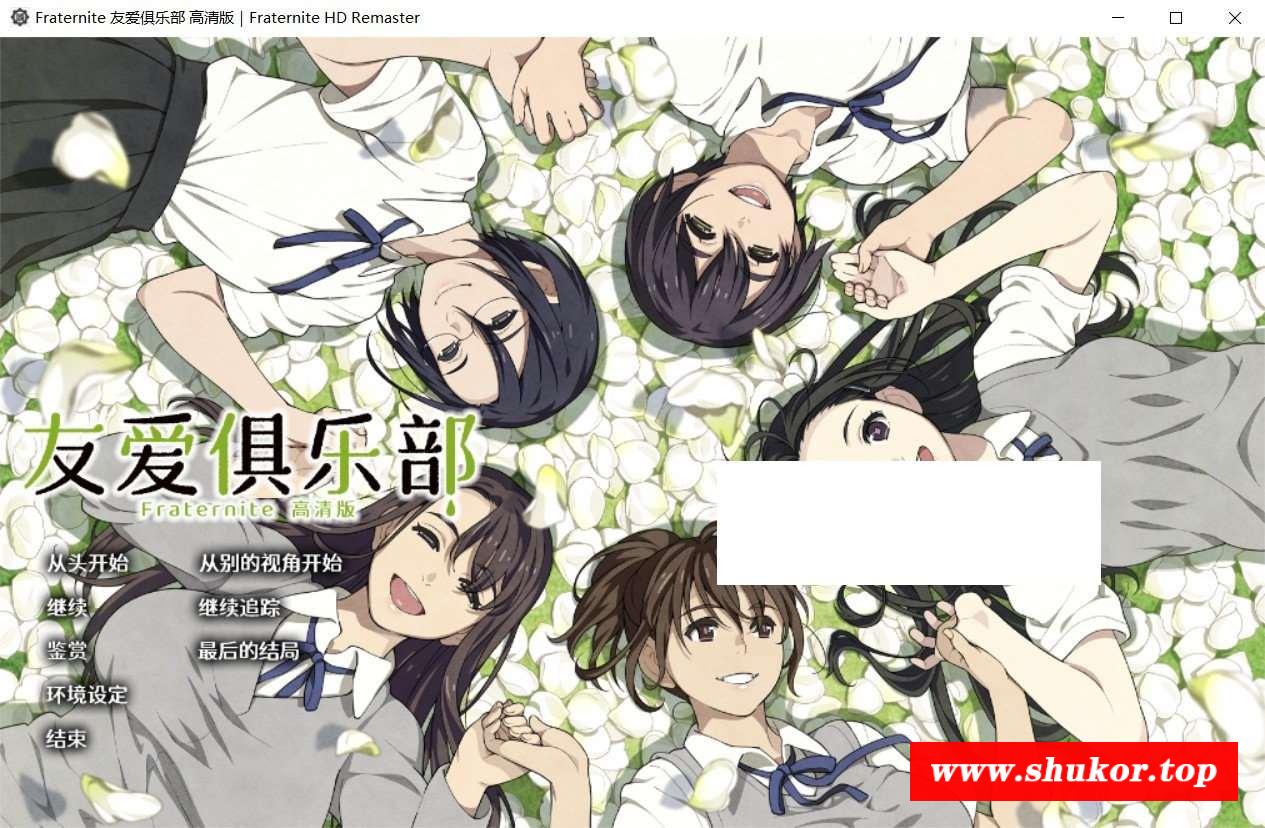 Fraternite 友爱俱乐部 高清版 | Fraternite HD Remaster
友爱俱乐部
Fraternite 高清版
从头开始 从别的视角开始
继续 继续追踪
鉴赏 最后的结局
环境设定
结束
www.shukor.top